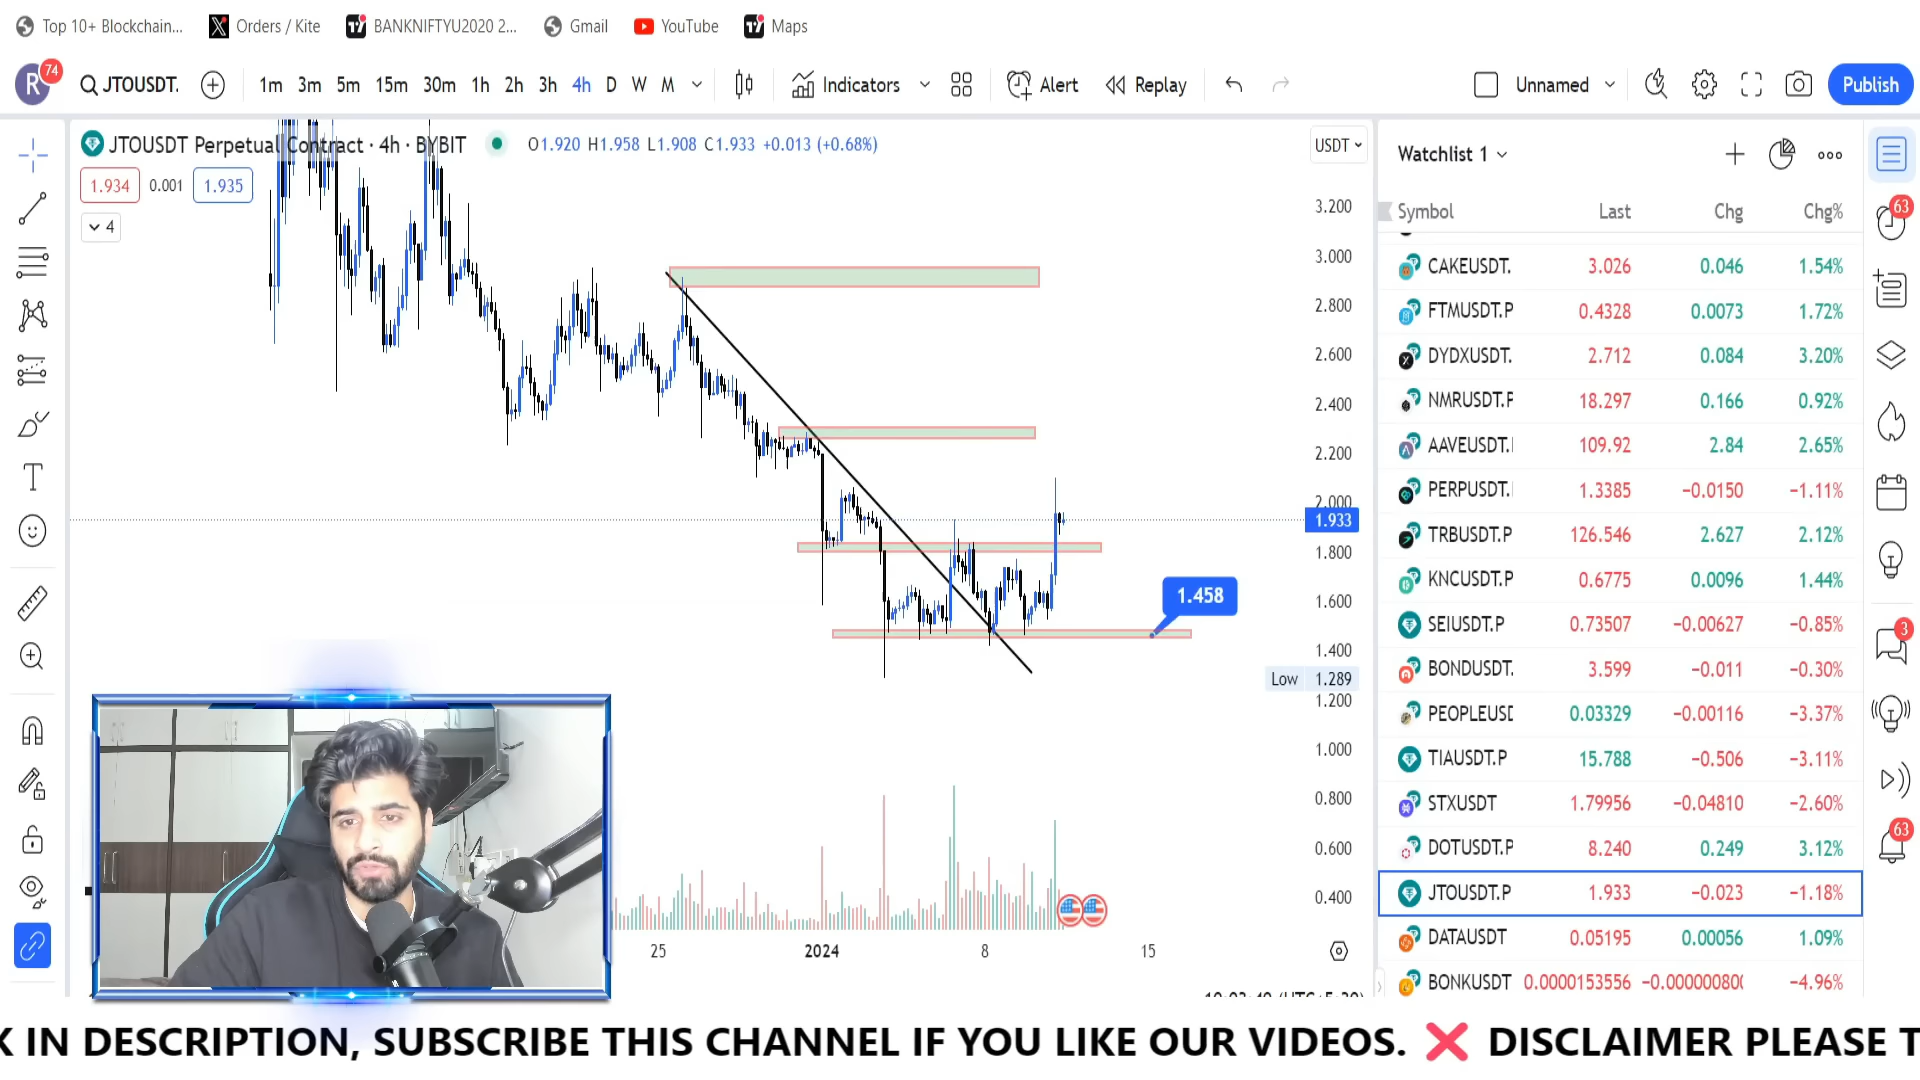 Top 10+ Blockchain... Orders / Kite BANKNIFTYU2020 2... Gmail YouTube Maps
R 74 JTOUSDT. 1m 3m 5m 15m 30m 1h 2h 3h 4h D W M Indicators Alert Replay Unnamed Publish
JTOUSDT Perpetual Contract · 4h · BYBIT O1.920 H1.958 L1.908 C1.933 +0.013 (+0.68%) USDT
1.934 0.001 1.935
4
3.200
3.000
2.800
2.600
2.400
2.200
2.000
1.933
1.800
1.600
1.458
1.400
Low 1.289
1.200
1.000
0.800
0.600
0.400
25 2024 8 15
Watchlist 1
Symbol Last Chg Chg%
CAKEUSDT. 3.026 0.046 1.54%
FTMUSDT.P 0.4328 0.0073 1.72%
DYDXUSDT. 2.712 0.084 3.20%
NMRUSDT.P 18.297 0.166 0.92%
AAVEUSDT. 109.92 2.84 2.65%
PERPUSDT. 1.3385 −0.0150 −1.11%
TRBUSDT.P 126.546 2.627 2.12%
KNCUSDT.P 0.6775 0.0096 1.44%
SEIUSDT.P 0.73507 −0.00627 −0.85%
BONDUSDT. 3.599 −0.011 −0.30%
PEOPLEUSD 0.03329 −0.00116 −3.37%
TIAUSDT.P 15.788 −0.506 −3.11%
STXUSDT 1.79956 −0.04810 −2.60%
DOTUSDT.P 8.240 0.249 3.12%
JTOUSDT.P 1.933 −0.023 −1.18%
DATAUSDT 0.05195 0.00056 1.09%
BONKUSDT 0.0000153556 −0.000000800 −4.96%
63
3
63
K IN DESCRIPTION, SUBSCRIBE THIS CHANNEL IF YOU LIKE OUR VIDEOS. ❌ DISCLAIMER PLEASE T